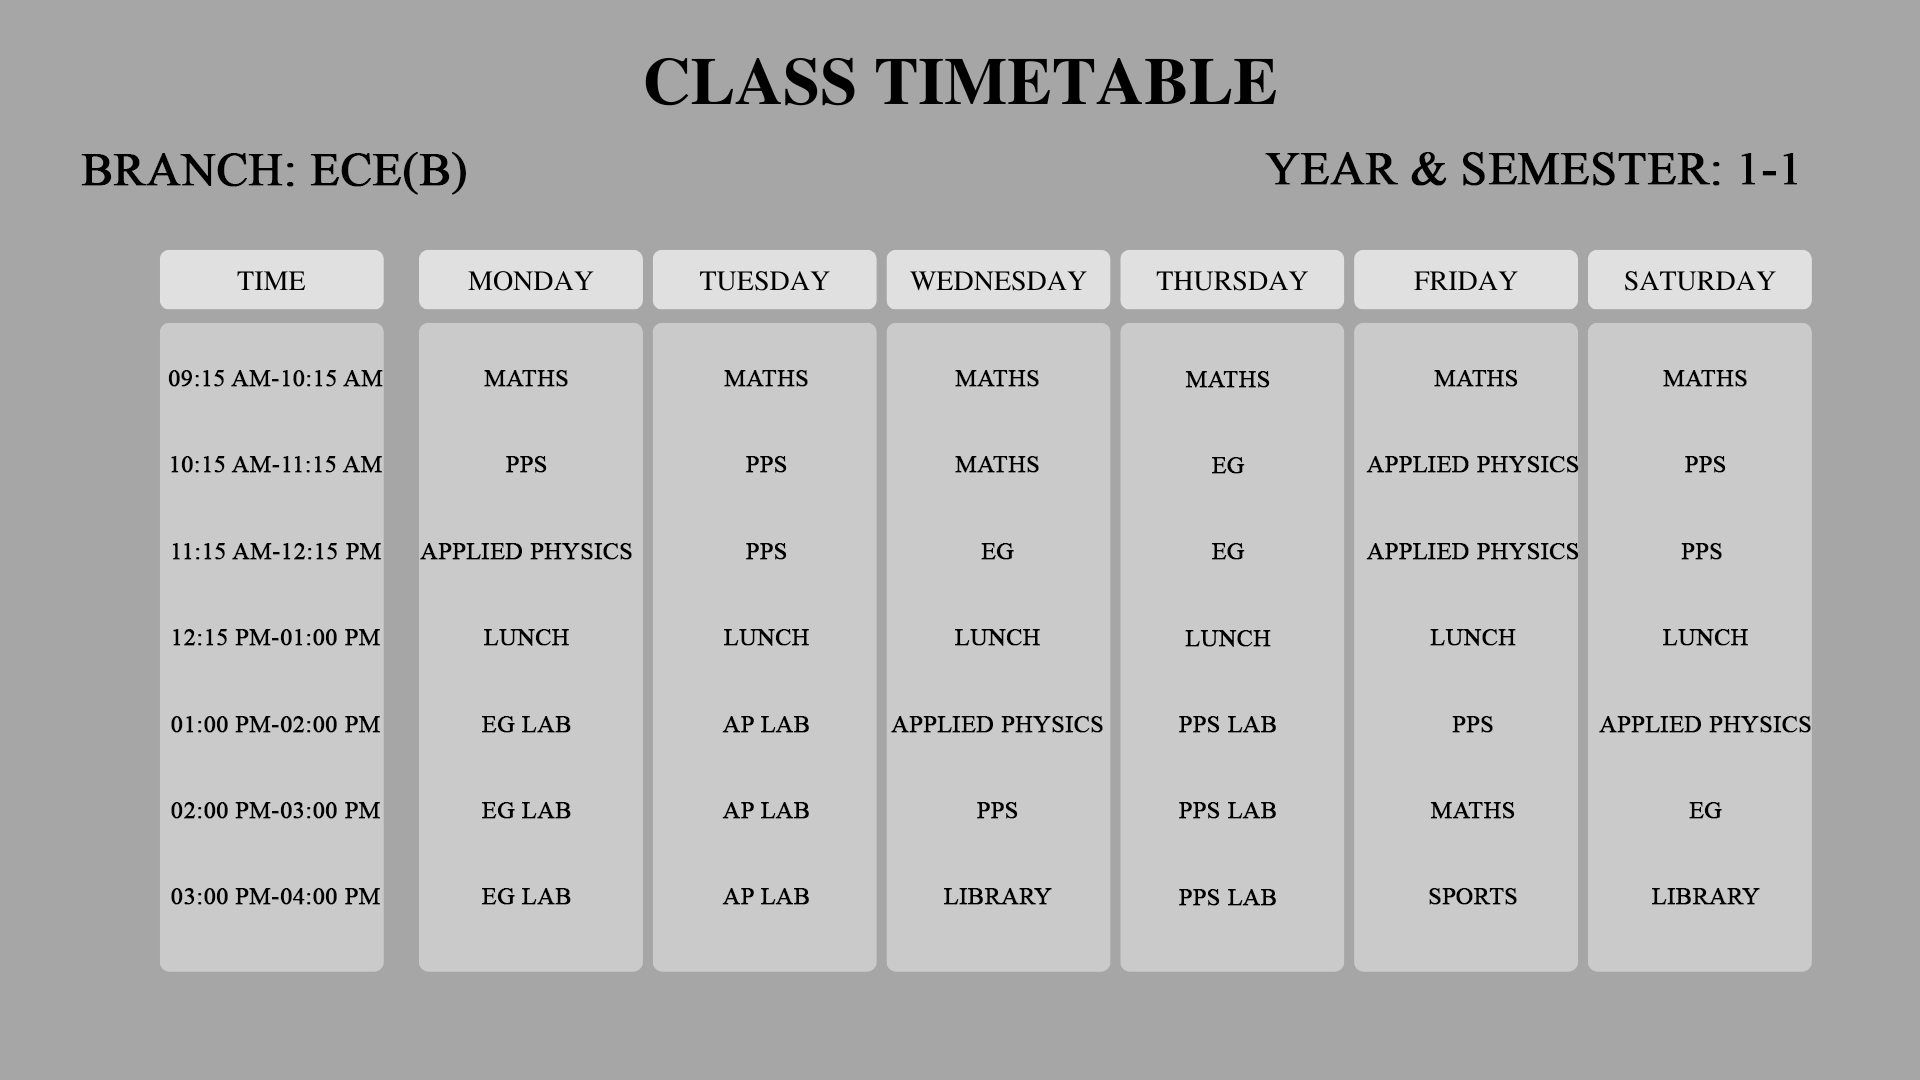 CLASS TIMETABLE
BRANCH: ECE(B) YEAR & SEMESTER: 1-1
TIME MONDAY TUESDAY WEDNESDAY THURSDAY FRIDAY SATURDAY
09:15 AM-10:15 AM MATHS MATHS MATHS MATHS MATHS MATHS
10:15 AM-11:15 AM PPS PPS MATHS EG APPLIED PHYSICS PPS
11:15 AM-12:15 PM APPLIED PHYSICS PPS EG EG APPLIED PHYSICS PPS
12:15 PM-01:00 PM LUNCH LUNCH LUNCH LUNCH LUNCH LUNCH
01:00 PM-02:00 PM EG LAB AP LAB APPLIED PHYSICS PPS LAB PPS APPLIED PHYSICS
02:00 PM-03:00 PM EG LAB AP LAB PPS PPS LAB MATHS EG
03:00 PM-04:00 PM EG LAB AP LAB LIBRARY PPS LAB SPORTS LIBRARY